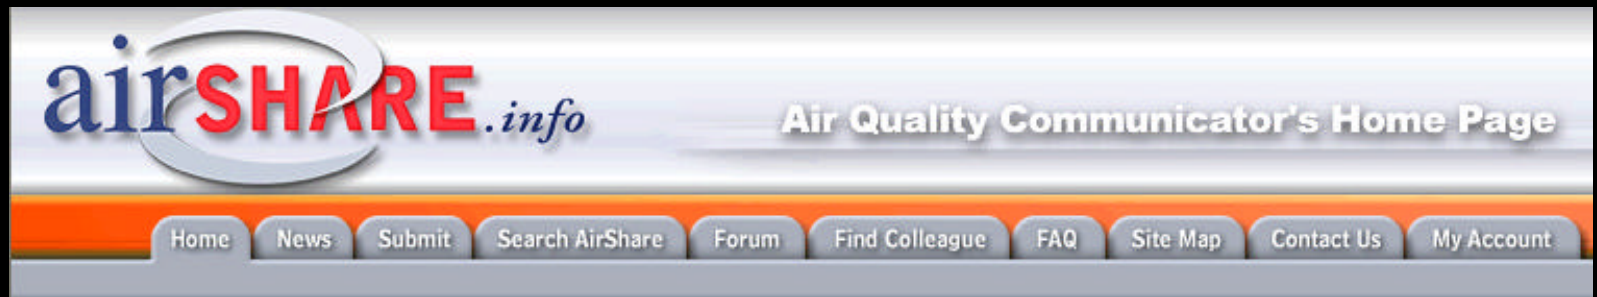 airSHARE.info
Air Quality Communicator's Home Page
Home News Submit Search AirShare Forum Find Colleague FAQ Site Map Contact Us My Account